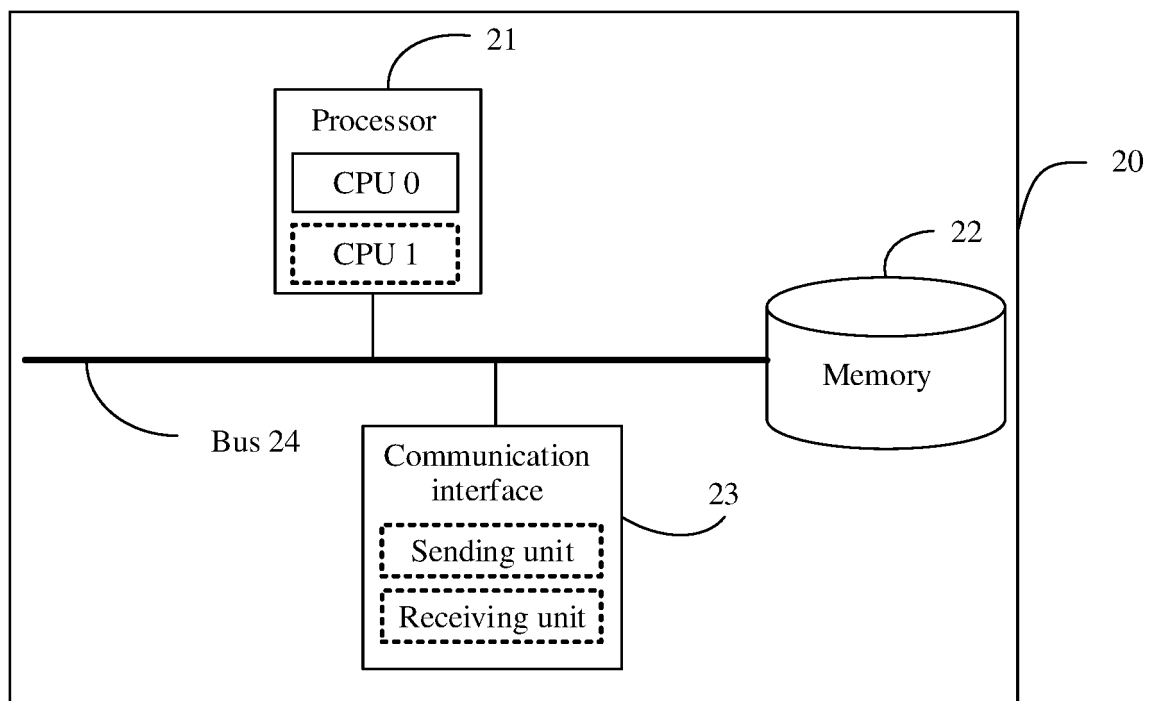 21
Processor
CPU 0
CPU 1
20
22
Memory
Bus 24
Communication
interface
23
Sending unit
Receiving unit